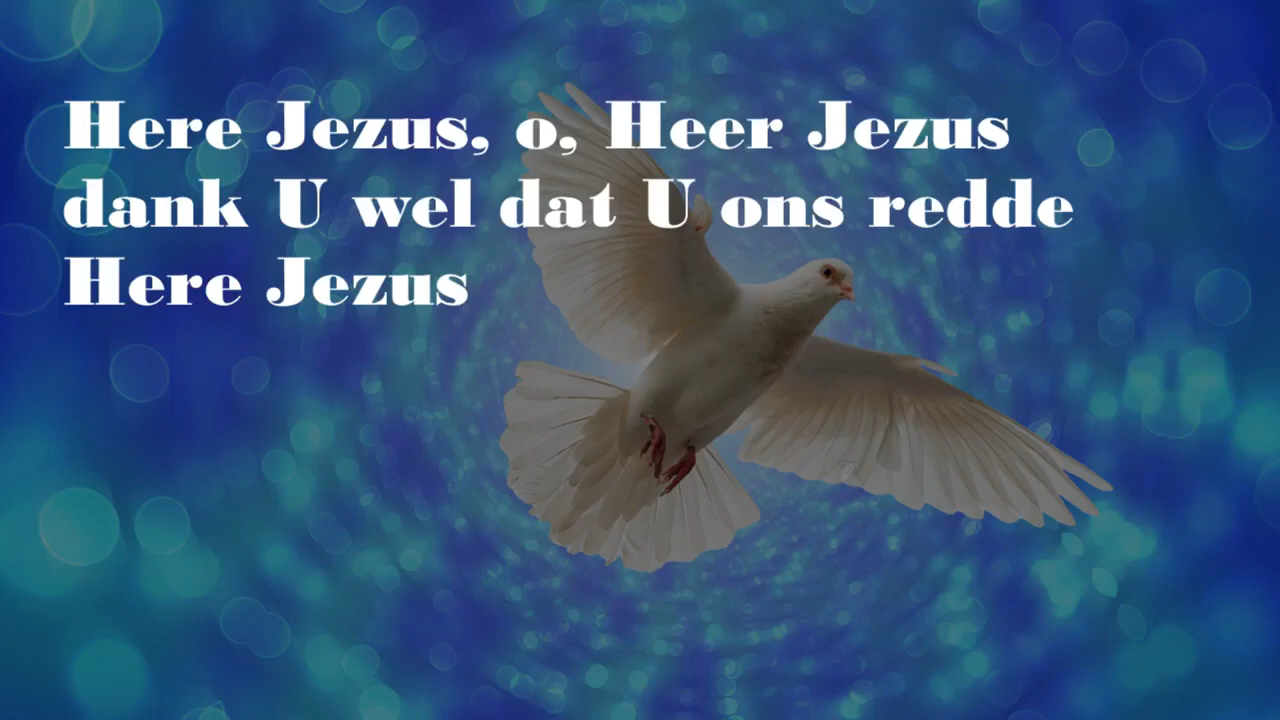 Here Jezus, o, Heer Jezus
dank U wel dat U ons redde
Here Jezus